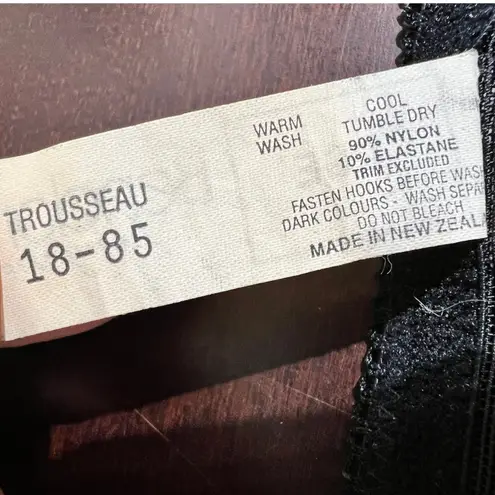 TROUSSEAU
18-85
WARM
WASH
COOL
TUMBLE DRY
90% NYLON
10% ELASTANE
TRIM EXCLUDED
FASTEN HOOKS BEFORE WAS
DARK COLOURS - WASH SEPA
DO NOT BLEACH
MADE IN NEW ZEAL